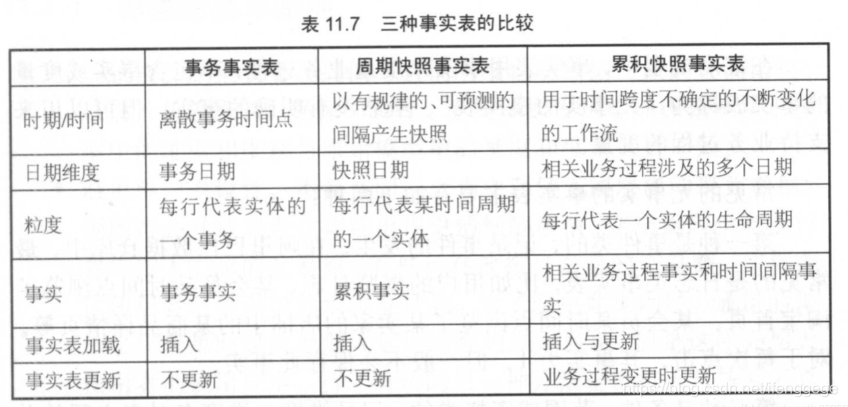 表 11.7 三种事实表的比较
事务事实表 周期快照事实表 累积快照事实表
时期/时间 离散事务时间点 以有规律的、可预测的间隔产生快照 用于时间跨度不确定的不断变化的工作流
日期维度 事务日期 快照日期 相关业务过程涉及的多个日期
粒度 每行代表实体的一个事务 每行代表某时间周期的一个实体 每行代表一个实体的生命周期
事实 事务事实 累积事实 相关业务过程事实和时间间隔事实
事实表加载 插入 插入 插入与更新
事实表更新 不更新 不更新 业务过程变更时更新